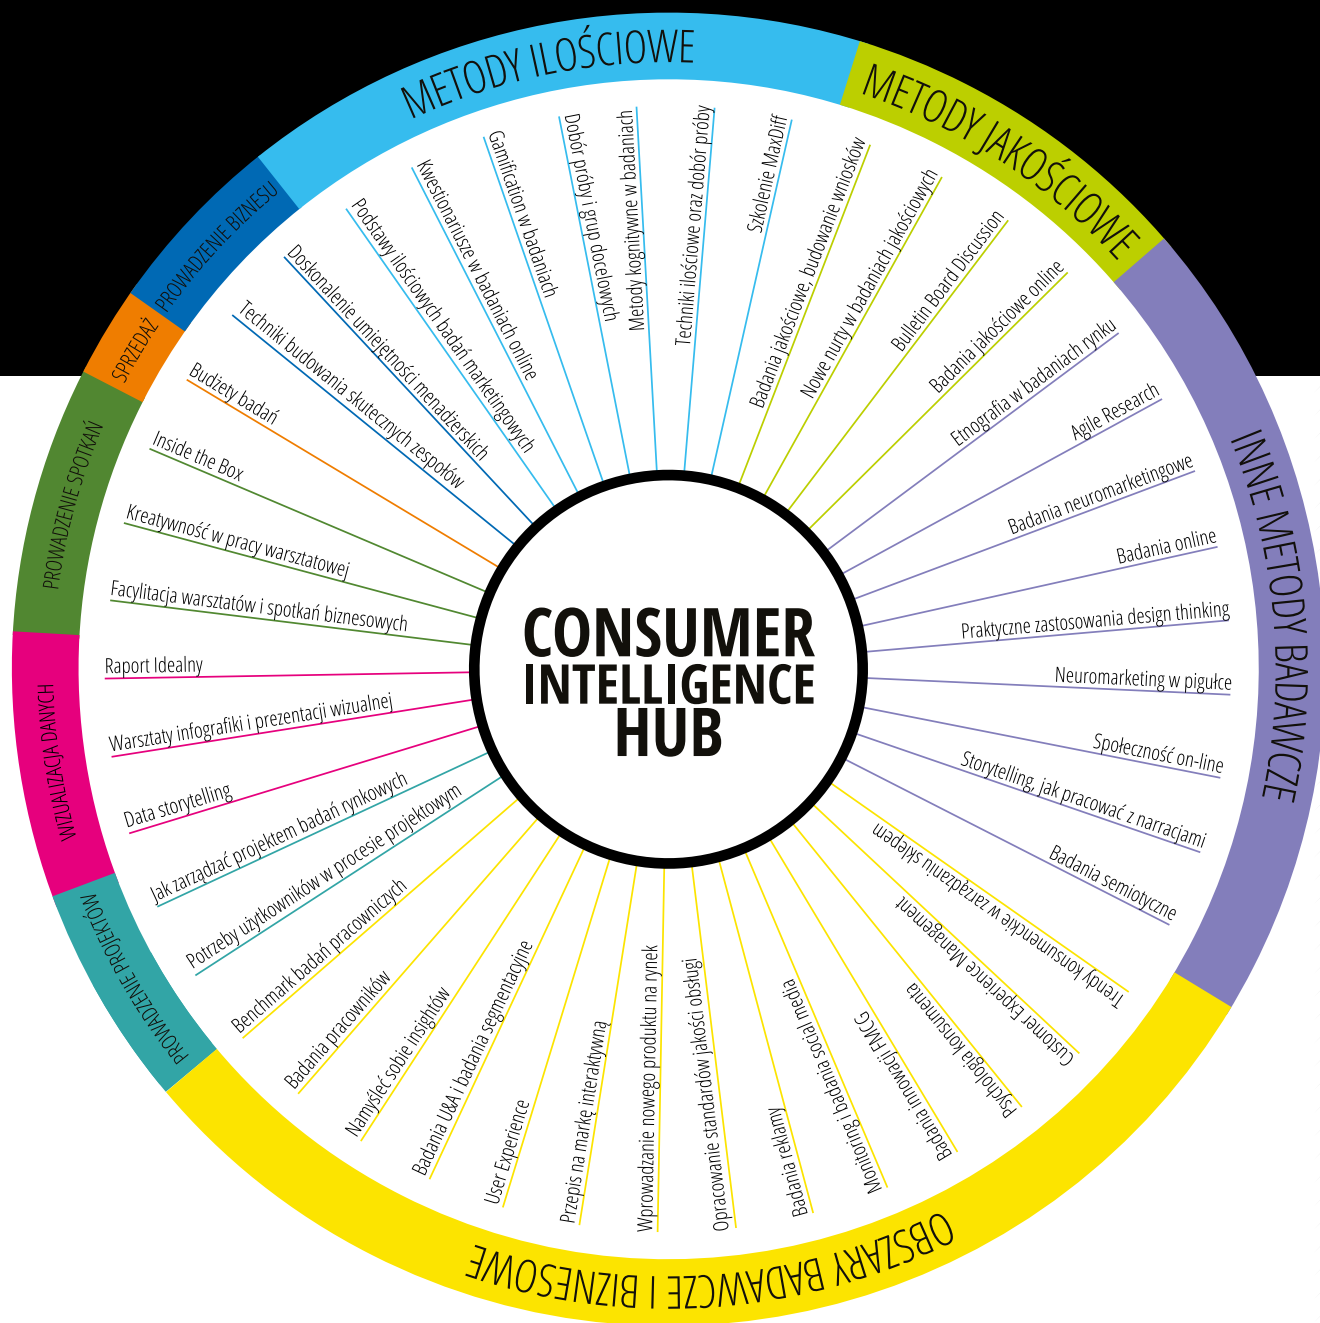 CONSUMER
INTELLIGENCE
HUB
METODY ILOŚCIOWE
Podstawy ilościowych badań marketingowych
Kwestionariusze w badaniach online
Gamification w badaniach
Dobór próby i grup docelowych
Metody kognitywne w badaniach
Techniki ilościowe oraz dobór próby
Szkolenie MaxDiff
METODY JAKOŚCIOWE
Badania jakościowe, budowanie wniosków
Nowe nurty w badaniach jakościowych
Bulletin Board Discussion
Badania jakościowe online
INNE METODY BADAWCZE
Etnografia w badaniach rynku
Agile Research
Badania neuromarketingowe
Badania online
Praktyczne zastosowania design thinking
Neuromarketing w pigułce
Społeczność on-line
Storytelling, jak pracować z narracjami
Badania semiotyczne
OBSZARY BADAWCZE I BIZNESOWE
Trendy konsumenckie w zarządzaniu sklepem
Customer Experience Management
Psychologia konsumenta
Badania innowacji FMCG
Monitoring i badania social media
Badania reklamy
Opracowanie standardów jakości obsługi
Wprowadzanie nowego produktu na rynek
Przepis na markę interaktywną
User Experience
Badania U&A i badania segmentacyjne
Namyśleć sobie insightów
Badania pracowników
Benchmark badań pracowniczych
PROWADZENIE PROJEKTÓW
Potrzeby użytkowników w procesie projektowym
Jak zarządzać projektem badań rynkowych
WIZUALIZACJA DANYCH
Data storytelling
Warsztaty infografiki i prezentacji wizualnej
Raport Idealny
PROWADZENIE SPOTKAŃ
Facylitacja warsztatów i spotkań biznesowych
Kreatywność w pracy warsztatowej
Inside the Box
SPRZEDAŻ
Budżety badań
PROWADZENIE BIZNESU
Techniki budowania skutecznych zespołów
Doskonalenie umiejętności menadżerskich